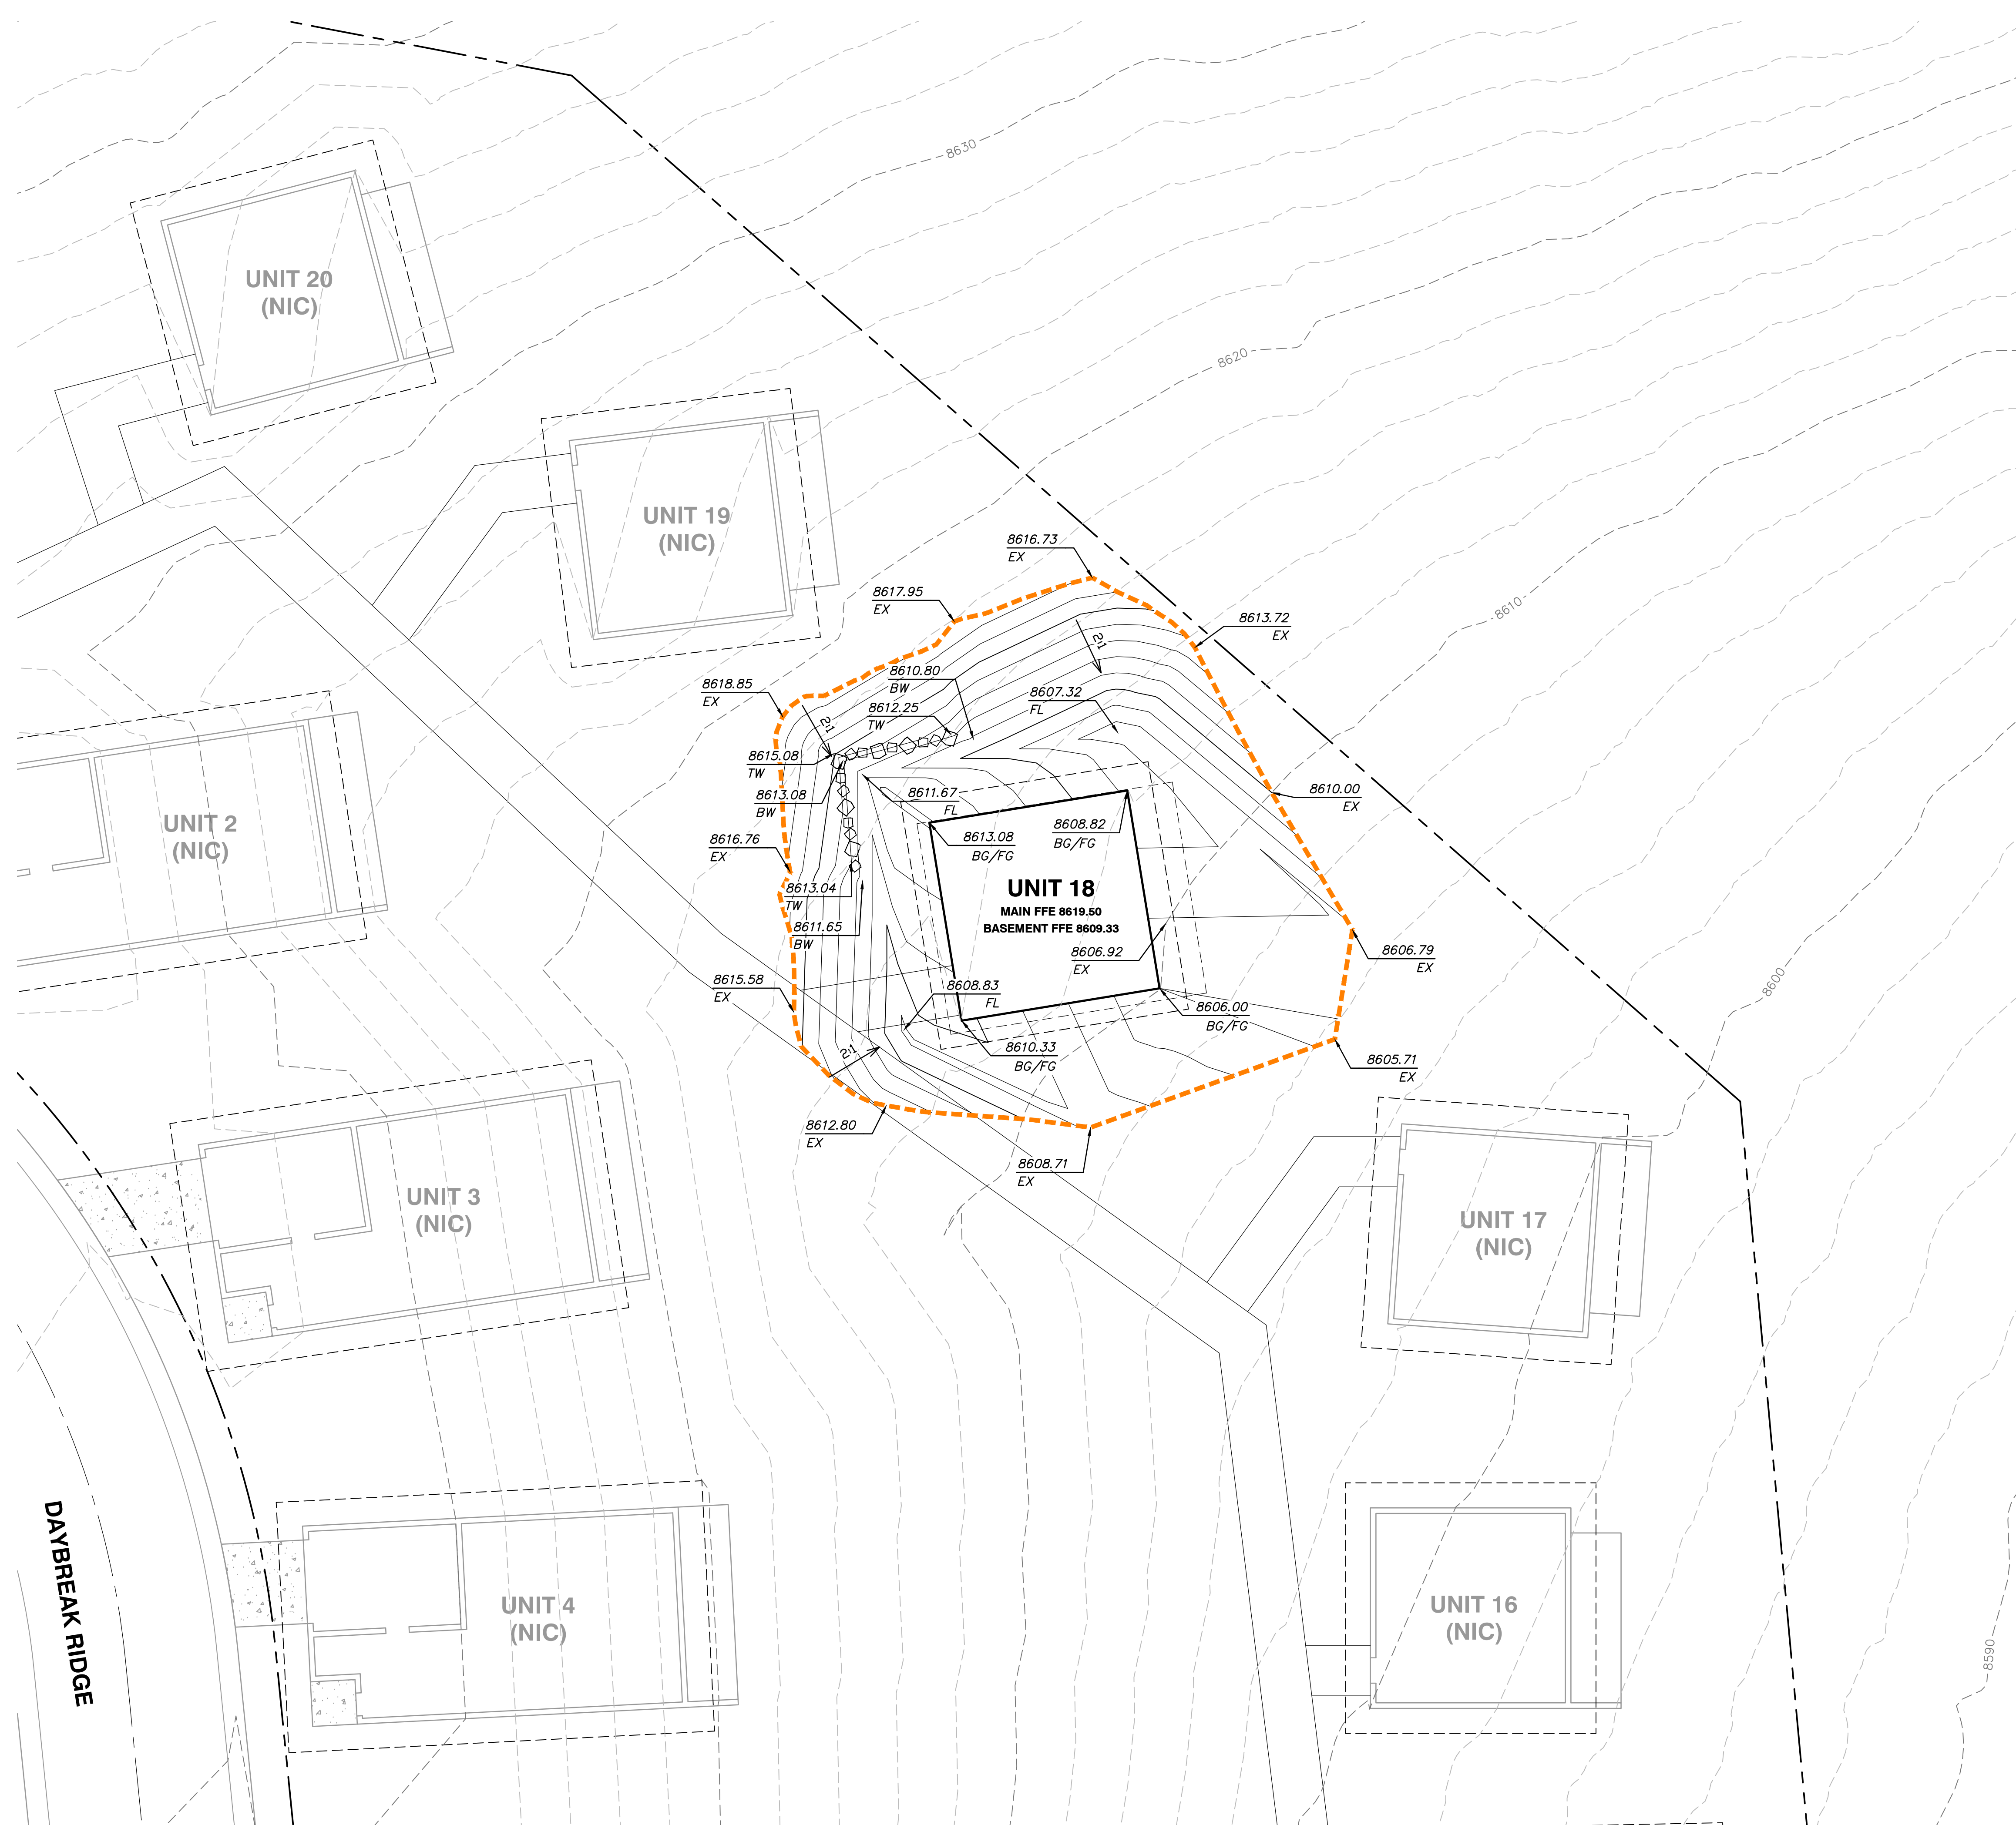 8630
UNIT 20
(NIC)
8620
UNIT 19
(NIC)
8616.73
EX
8617.95
EX
8610
8613.72
EX
2:1
8610.80
BW
8618.85
EX
8607.32
FL
8612.25
TW
2:1
8615.08
TW
8613.08
BW
8611.67
FL
8610.00
EX
UNIT 2
(NIC)
8616.76
EX
8613.08
BG/FG
8608.82
BG/FG
8613.04
TW
UNIT 18
MAIN FFE 8619.50
BASEMENT FFE 8609.33
8611.65
BW
8606.92
EX
8606.79
EX
8615.58
EX
8608.83
FL
8600
8606.00
BG/FG
2:1
8610.33
BG/FG
8605.71
EX
8612.80
EX
8608.71
EX
UNIT 3
(NIC)
UNIT 17
(NIC)
DAYBREAK RIDGE
UNIT 4
(NIC)
UNIT 16
(NIC)
8590